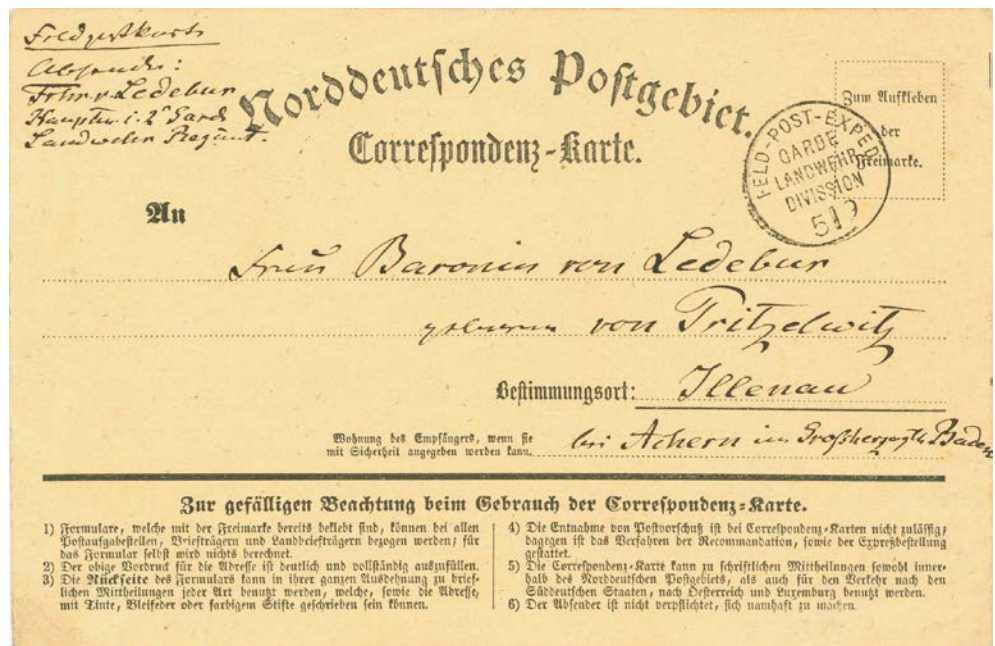 Feldpostkarte
Absender:
Frhr. v. Ledebur
Hauptm. i. 2ᵗ Garde
Landwehr Regimt.
Norddeutsches Postgebiet.
Correspondenz-Karte.
Zum Aufkleben
der
Freimarke.
FELD-POST-EXPED
GARDE
LANDWEHR
DIVISION
An
Frau Baronin von Ledebur
geborene von Tritzelwitz
Bestimmungsort: Illenau
Wohnung des Empfängers, wenn sie
mit Sicherheit angegeben werden kann.
bei Achern im Großherzogth. Baden
Zur gefälligen Beachtung beim Gebrauch der Correspondenz-Karte.
1) Formulare, welche mit der Freimarke bereits beklebt sind, können bei allen
Postaufgabestellen, Briefträgern und Landbriefträgern bezogen werden; für
das Formular selbst wird nichts berechnet.
2) Der obige Vordruck für die Adresse ist deutlich und vollständig auszufüllen.
3) Die Rückseite des Formulars kann in ihrer ganzen Ausdehnung zu brief-
lichen Mittheilungen jeder Art benutzt werden, welche, sowie die Adresse,
mit Tinte, Bleifeder oder farbigem Stifte geschrieben sein können.
4) Die Entnahme von Postvorschuß ist bei Correspondenz-Karten nicht zulässig;
dagegen ist das Verfahren der Recommandation, sowie der Expreßbestellung
gestattet.
5) Die Correspondenz-Karte kann zu schriftlichen Mittheilungen sowohl inner-
halb des Norddeutschen Postgebiets, als auch für den Verkehr nach den
Süddeutschen Staaten, nach Oesterreich und Luxemburg benutzt werden.
6) Der Absender ist nicht verpflichtet, sich namhaft zu machen.